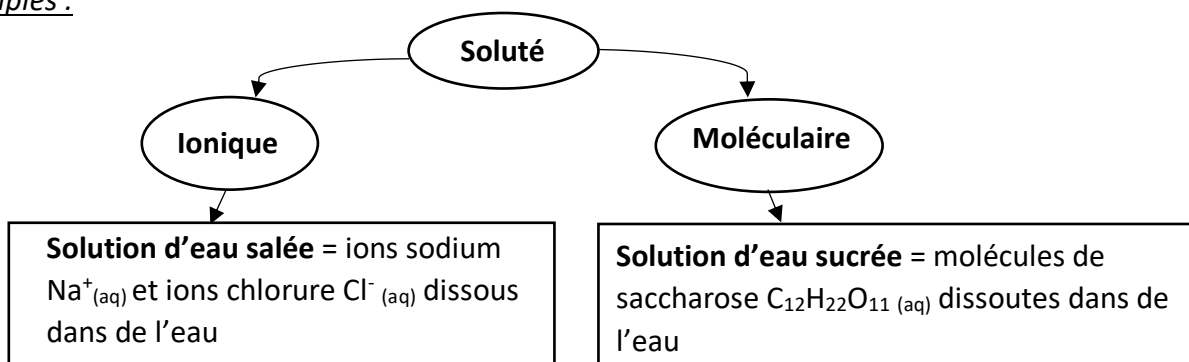 Soluté
Ionique
Moléculaire
Solution d’eau salée = ions sodium
Na⁺(aq) et ions chlorure Cl⁻ (aq) dissous
dans de l’eau
Solution d’eau sucrée = molécules de
saccharose C₁₂H₂₂O₁₁ (aq) dissoutes dans de
l’eau